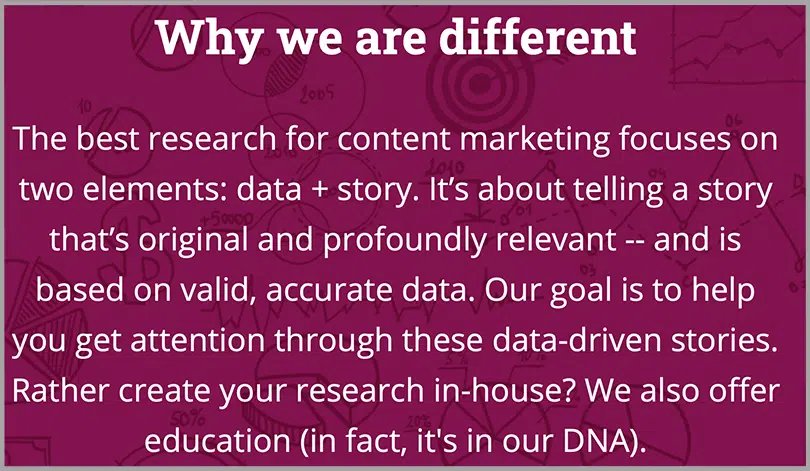 Why we are different
The best research for content marketing focuses on
two elements: data + story. It’s about telling a story
that’s original and profoundly relevant -- and is
based on valid, accurate data. Our goal is to help
you get attention through these data-driven stories.
Rather create your research in-house? We also offer
education (in fact, it's in our DNA).